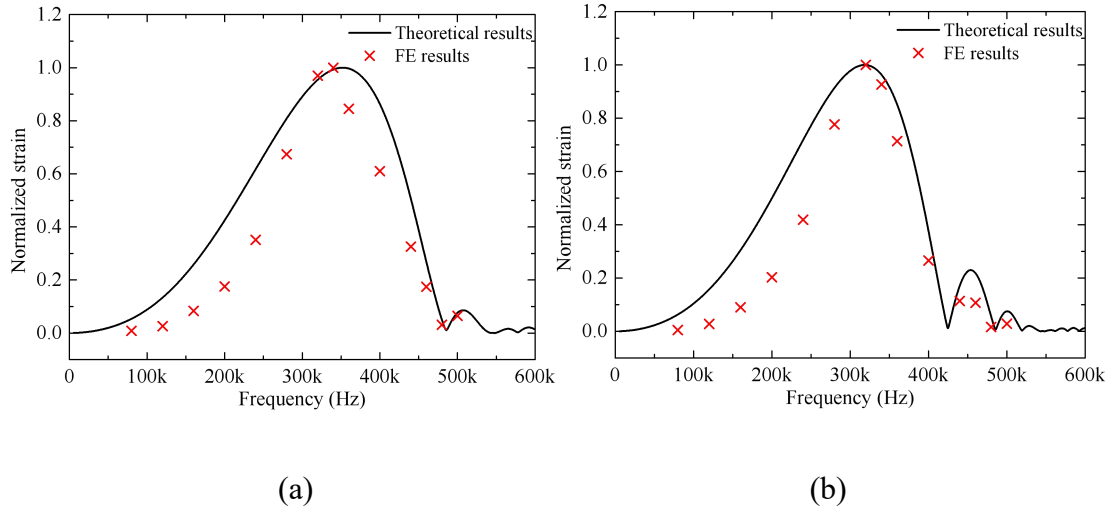 1.2
1.0
0.8
0.6
0.4
0.2
0.0
Normalized strain
Theoretical results
FE results
0 100k 200k 300k 400k 500k 600k
Frequency (Hz)
(a)
1.2
1.0
0.8
0.6
0.4
0.2
0.0
Normalized strain
Theoretical results
FE results
0 100k 200k 300k 400k 500k 600k
Frequency (Hz)
(b)